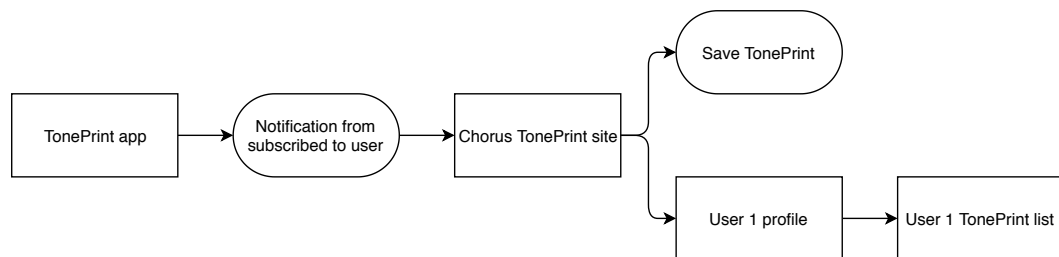 Save TonePrint
TonePrint app
Notification from
subscribed to user
Chorus TonePrint site
User 1 profile
User 1 TonePrint list